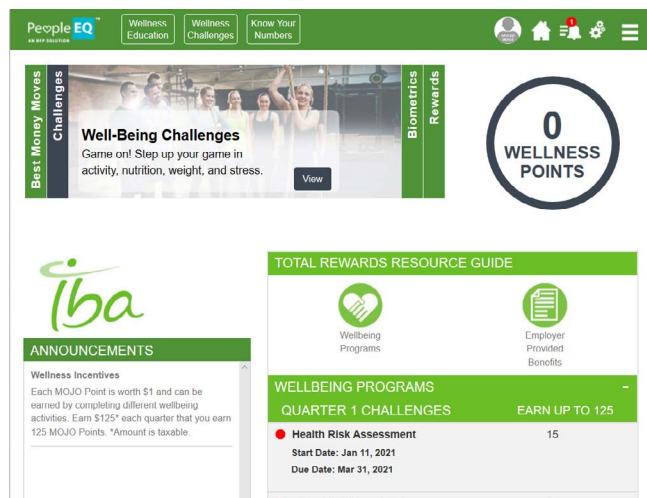 People EQ™
AN NFP SOLUTION
Wellness
Education
Wellness
Challenges
Know Your
Numbers
1
Best Money Moves
Challenges
Well-Being Challenges
Game on! Step up your game in
activity, nutrition, weight, and stress.
View
Biometrics
Rewards
0
WELLNESS
POINTS
iba
ANNOUNCEMENTS
Wellness Incentives
Each MOJO Point is worth $1 and can be
earned by completing different wellbeing
activities. Earn $125* each quarter that you earn
125 MOJO Points. *Amount is taxable.
TOTAL REWARDS RESOURCE GUIDE
Wellbeing
Programs
Employer
Provided
Benefits
WELLBEING PROGRAMS -
QUARTER 1 CHALLENGES EARN UP TO 125
Health Risk Assessment 15
Start Date: Jan 11, 2021
Due Date: Mar 31, 2021